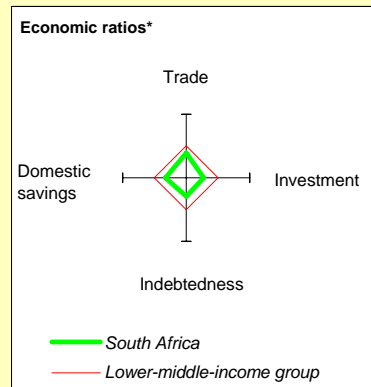 Economic ratios*
Trade
Domestic
savings
Investment
Indebtedness
South Africa
Lower-middle-income group